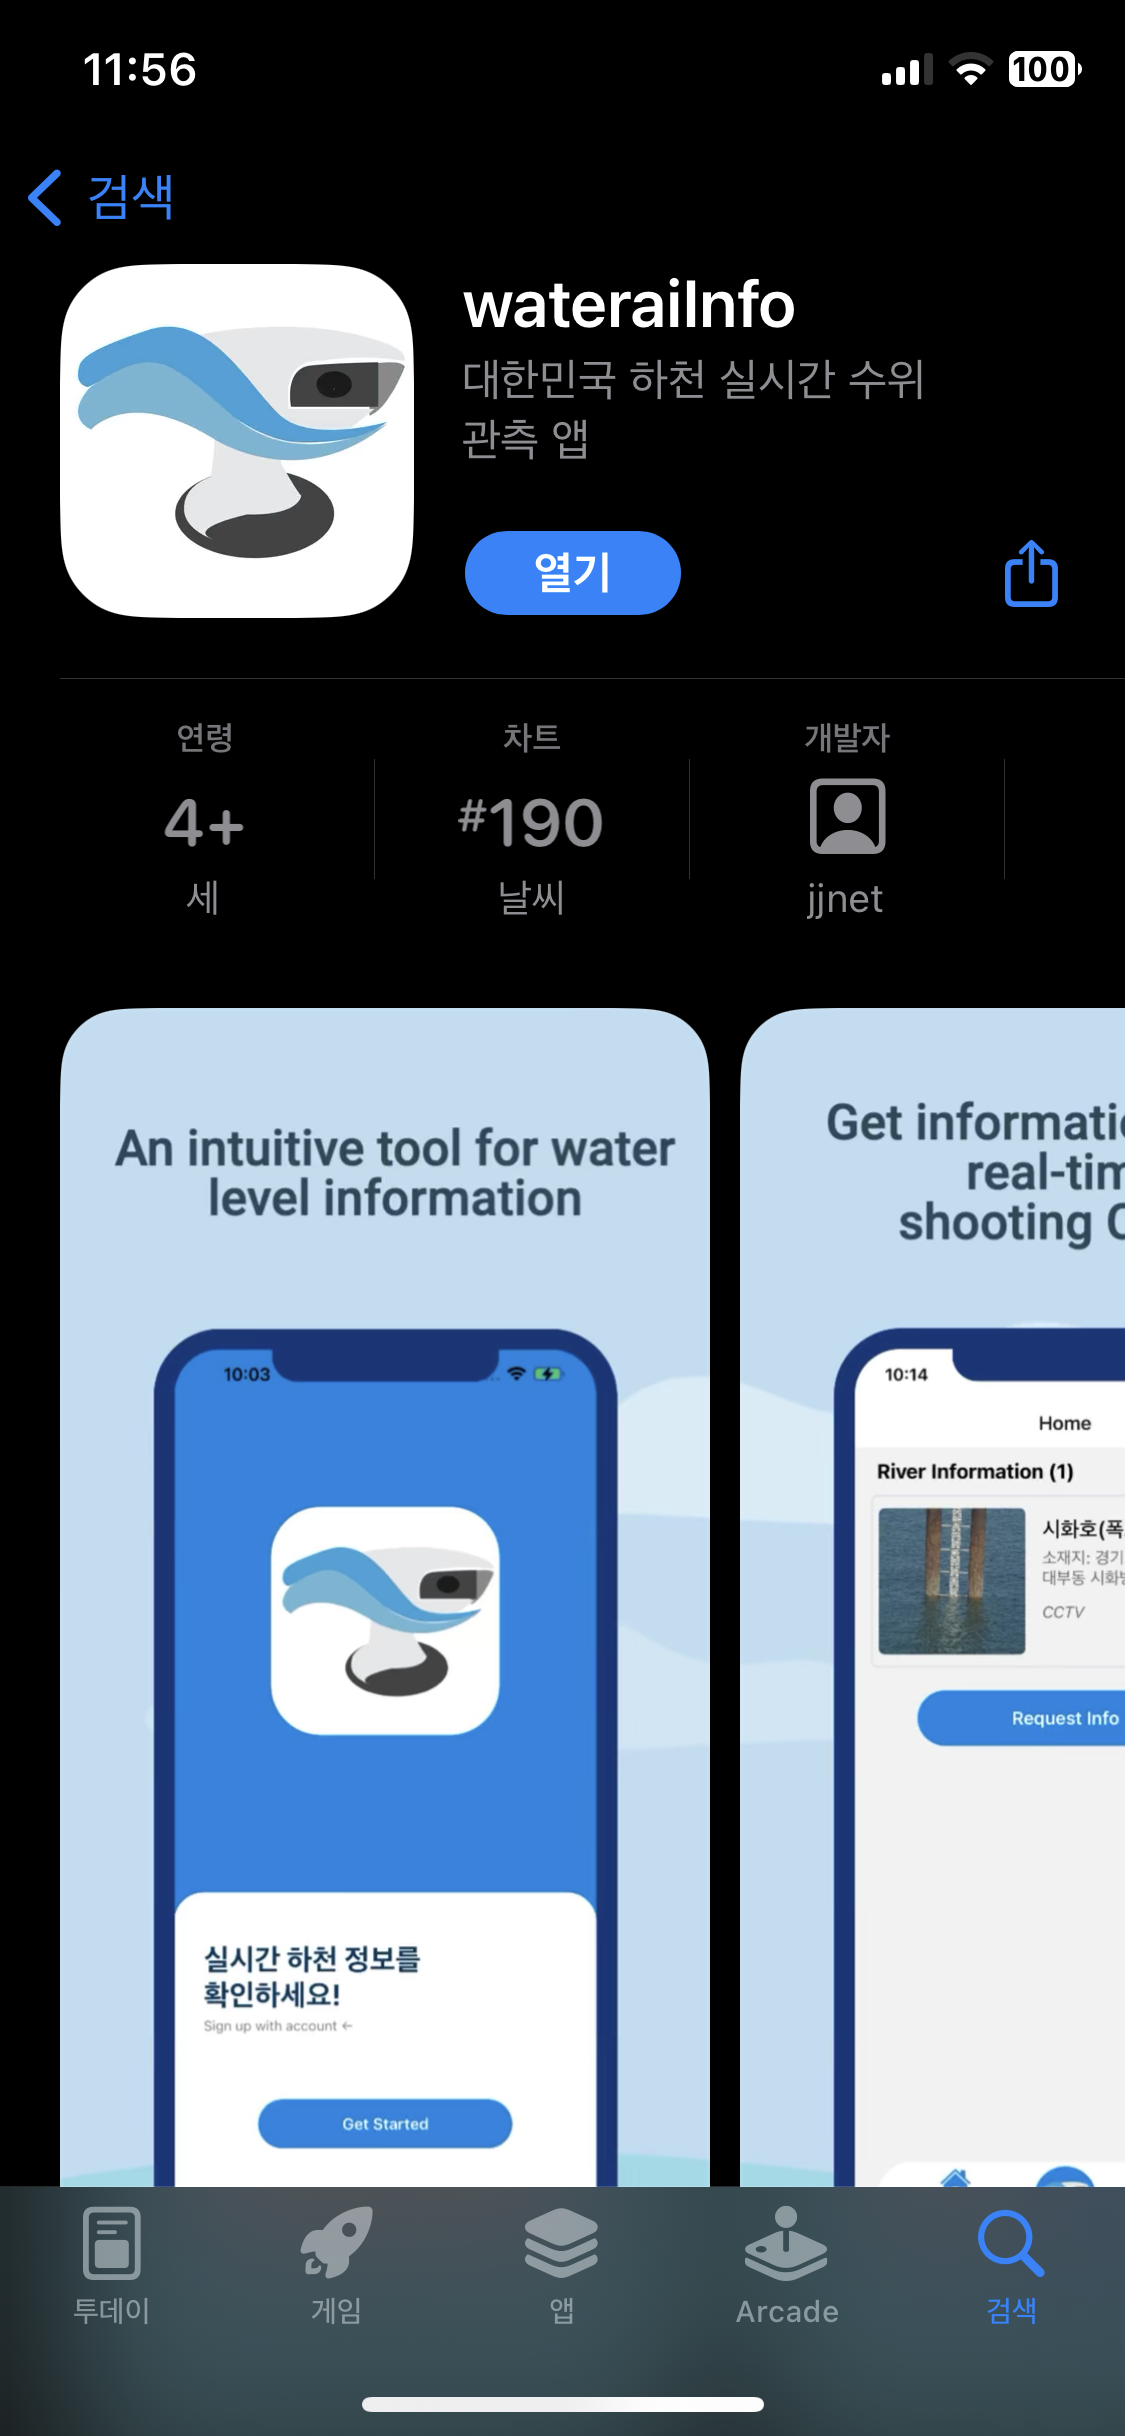 11:56
100
검색
waterailnfo
대한민국 하천 실시간 수위
관측 앱
열기
연령
4+
세
차트
#190
날씨
개발자
jjnet
An intuitive tool for water
level information
10:03
실시간 하천 정보를
확인하세요!
Sign up with account ←
Get Started
Get informati
real-tim
shooting C
10:14
Home
River Information (1)
시화호(폭
소재지: 경기
대부동 시화
CCTV
Request Info
투데이
게임
앱
Arcade
검색